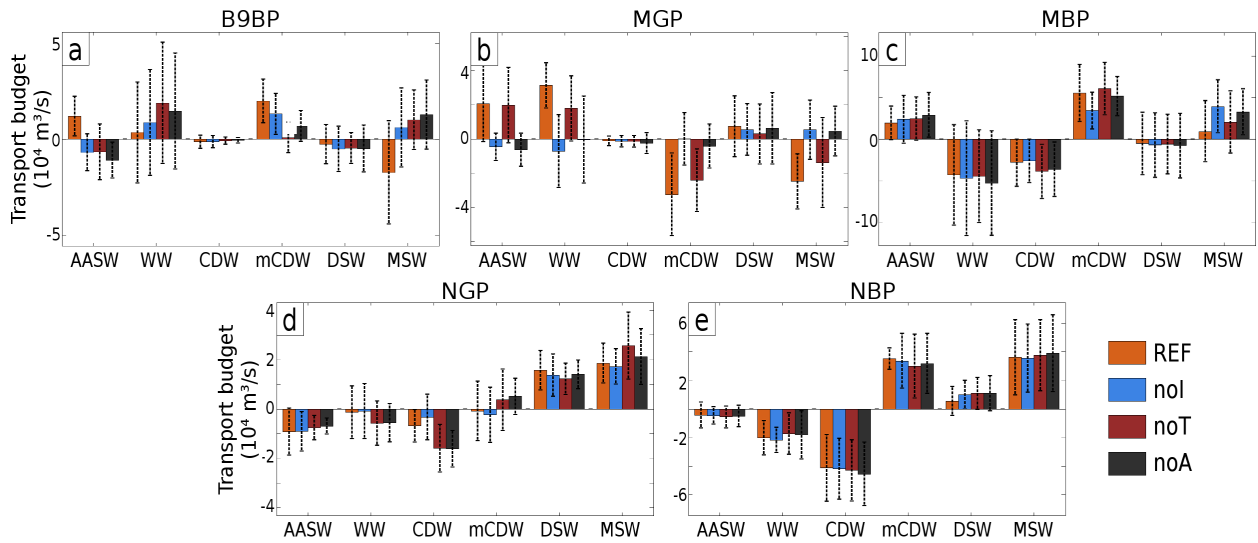 B9BP MGP MBP
a b c
Transport budget
(10⁴ m³/s)
5
0
-5
4
0
-4
10
0
-10
AASW WW CDW mCDW DSW MSW
AASW WW CDW mCDW DSW MSW
AASW WW CDW mCDW DSW MSW
NGP NBP
d e
Transport budget
(10⁴ m³/s)
4
2
0
-2
-4
6
2
0
-2
-6
AASW WW CDW mCDW DSW MSW
AASW WW CDW mCDW DSW MSW
REF
noI
noT
noA